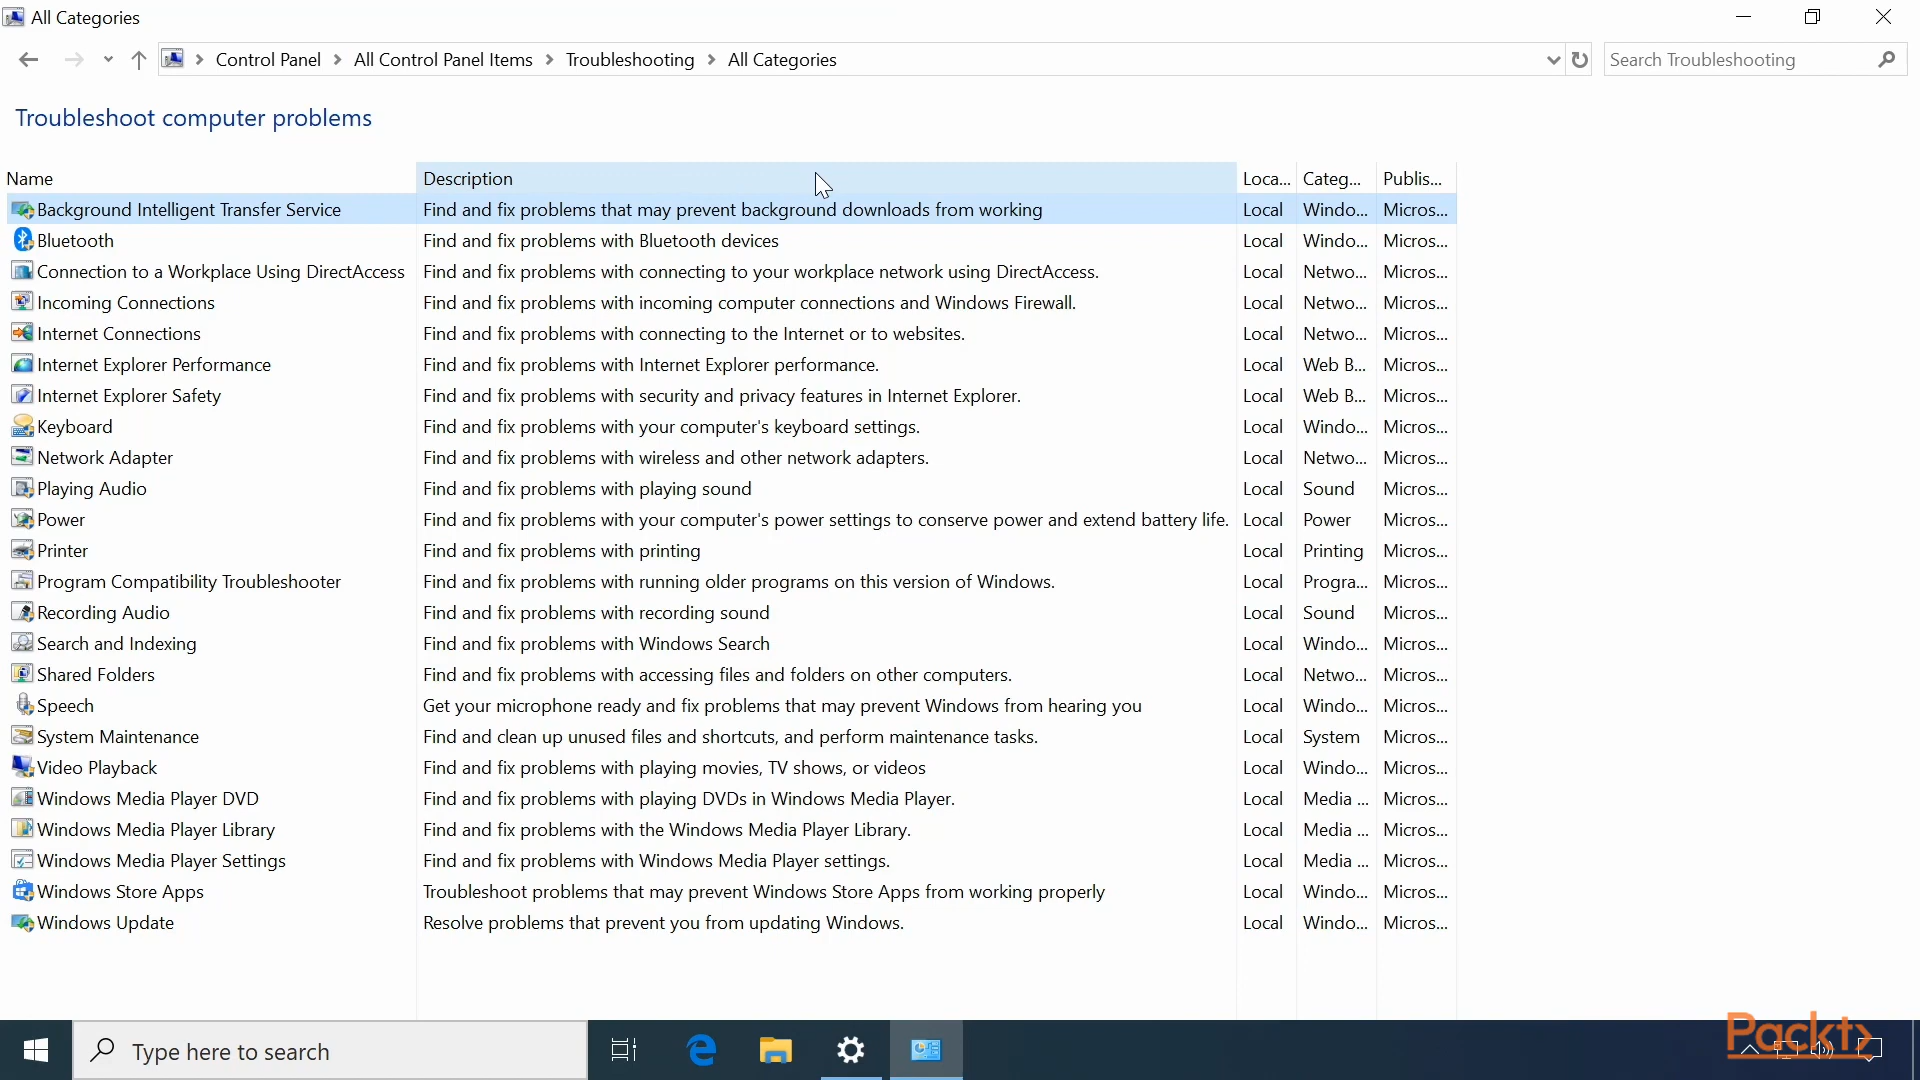 All Categories
Control Panel > All Control Panel Items > Troubleshooting > All Categories
Search Troubleshooting
Troubleshoot computer problems
Name Description Loca... Categ... Publis...
Background Intelligent Transfer Service Find and fix problems that may prevent background downloads from working Local Windo... Micros...
Bluetooth Find and fix problems with Bluetooth devices Local Windo... Micros...
Connection to a Workplace Using DirectAccess Find and fix problems with connecting to your workplace network using DirectAccess. Local Netwo... Micros...
Incoming Connections Find and fix problems with incoming computer connections and Windows Firewall. Local Netwo... Micros...
Internet Connections Find and fix problems with connecting to the Internet or to websites. Local Netwo... Micros...
Internet Explorer Performance Find and fix problems with Internet Explorer performance. Local Web B... Micros...
Internet Explorer Safety Find and fix problems with security and privacy features in Internet Explorer. Local Web B... Micros...
Keyboard Find and fix problems with your computer's keyboard settings. Local Windo... Micros...
Network Adapter Find and fix problems with wireless and other network adapters. Local Netwo... Micros...
Playing Audio Find and fix problems with playing sound Local Sound Micros...
Power Find and fix problems with your computer's power settings to conserve power and extend battery life. Local Power Micros...
Printer Find and fix problems with printing Local Printing Micros...
Program Compatibility Troubleshooter Find and fix problems with running older programs on this version of Windows. Local Progra... Micros...
Recording Audio Find and fix problems with recording sound Local Sound Micros...
Search and Indexing Find and fix problems with Windows Search Local Windo... Micros...
Shared Folders Find and fix problems with accessing files and folders on other computers. Local Netwo... Micros...
Speech Get your microphone ready and fix problems that may prevent Windows from hearing you Local Windo... Micros...
System Maintenance Find and clean up unused files and shortcuts, and perform maintenance tasks. Local System Micros...
Video Playback Find and fix problems with playing movies, TV shows, or videos Local Windo... Micros...
Windows Media Player DVD Find and fix problems with playing DVDs in Windows Media Player. Local Media ... Micros...
Windows Media Player Library Find and fix problems with the Windows Media Player Library. Local Media ... Micros...
Windows Media Player Settings Find and fix problems with Windows Media Player settings. Local Media ... Micros...
Windows Store Apps Troubleshoot problems that may prevent Windows Store Apps from working properly Local Windo... Micros...
Windows Update Resolve problems that prevent you from updating Windows. Local Windo... Micros...
Type here to search
Packt>